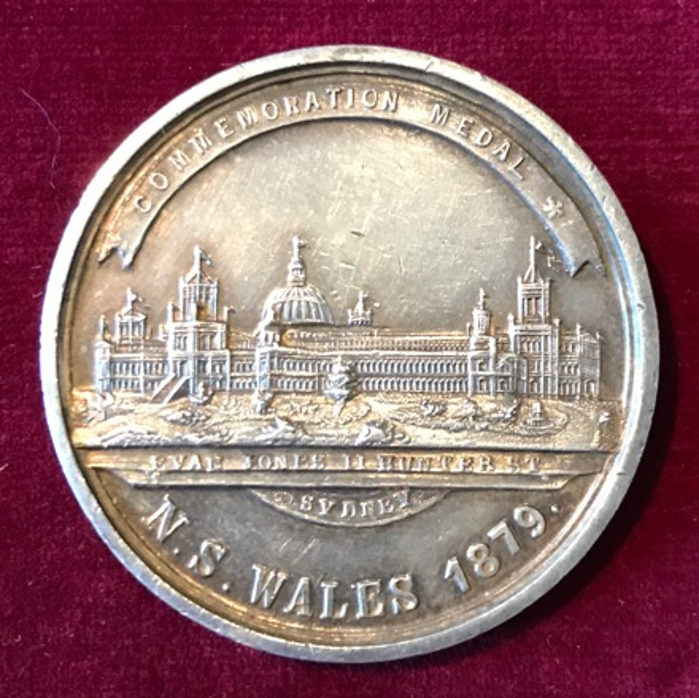 COMMEMORATION MEDAL
EVAN JONES 11 HUNTER ST
SYDNEY
N.S. WALES 1879.